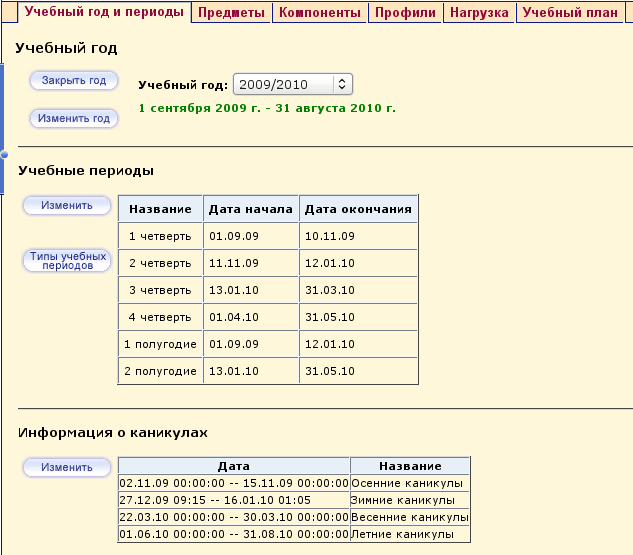 Учебный год и периоды Предметы Компоненты Профили Нагрузка Учебный план
Учебный год
Закрыть год
Учебный год: 2009/2010
1 сентября 2009 г. - 31 августа 2010 г.
Изменить год
Учебные периоды
Изменить
Типы учебных
периодов
Название Дата начала Дата окончания
1 четверть 01.09.09 10.11.09
2 четверть 11.11.09 12.01.10
3 четверть 13.01.10 31.03.10
4 четверть 01.04.10 31.05.10
1 полугодие 01.09.09 12.01.10
2 полугодие 13.01.10 31.05.10
Информация о каникулах
Изменить
Дата Название
02.11.09 00:00:00 -- 15.11.09 00:00:00 Осенние каникулы
27.12.09 09:15 -- 16.01.10 01:05 Зимние каникулы
22.03.10 00:00:00 -- 30.03.10 00:00:00 Весенние каникулы
01.06.10 00:00:00 -- 31.08.10 00:00:00 Летние каникулы